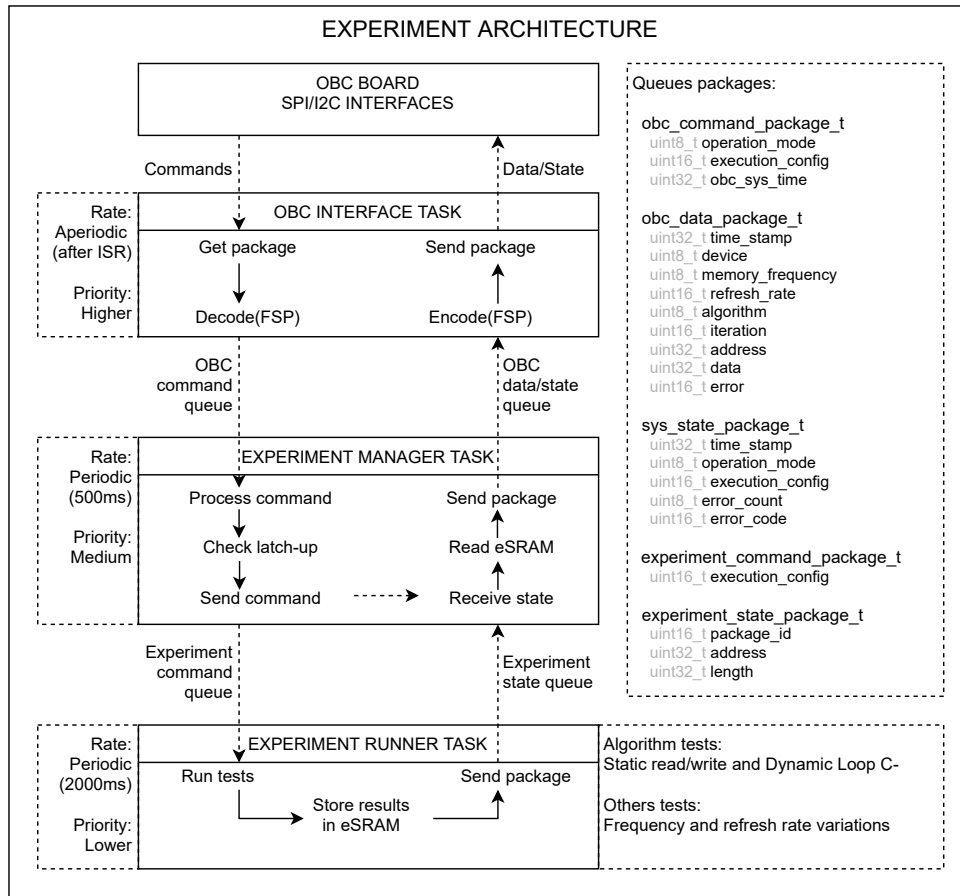 EXPERIMENT ARCHITECTURE
OBC BOARD
SPI/I2C INTERFACES
Commands
Data/State
Rate:
Aperiodic
(after ISR)
Priority:
Higher
OBC INTERFACE TASK
Get package
Send package
Decode(FSP)
Encode(FSP)
OBC
command
queue
OBC
data/state
queue
Rate:
Periodic
(500ms)
Priority:
Medium
EXPERIMENT MANAGER TASK
Process command
Send package
Check latch-up
Read eSRAM
Send command
Receive state
Experiment
command
queue
Experiment
state queue
Rate:
Periodic
(2000ms)
Priority:
Lower
EXPERIMENT RUNNER TASK
Run tests
Send package
Store results
in eSRAM
Algorithm tests:
Static read/write and Dynamic Loop C-
Others tests:
Frequency and refresh rate variations
Queues packages:
obc_command_package_t
uint8_t operation_mode
uint16_t execution_config
uint32_t obc_sys_time
obc_data_package_t
uint32_t time_stamp
uint8_t device
uint8_t memory_frequency
uint16_t refresh_rate
uint8_t algorithm
uint16_t iteration
uint32_t address
uint32_t data
uint16_t error
sys_state_package_t
uint32_t time_stamp
uint8_t operation_mode
uint16_t execution_config
uint8_t error_count
uint16_t error_code
experiment_command_package_t
uint16_t execution_config
experiment_state_package_t
uint16_t package_id
uint32_t address
uint32_t length